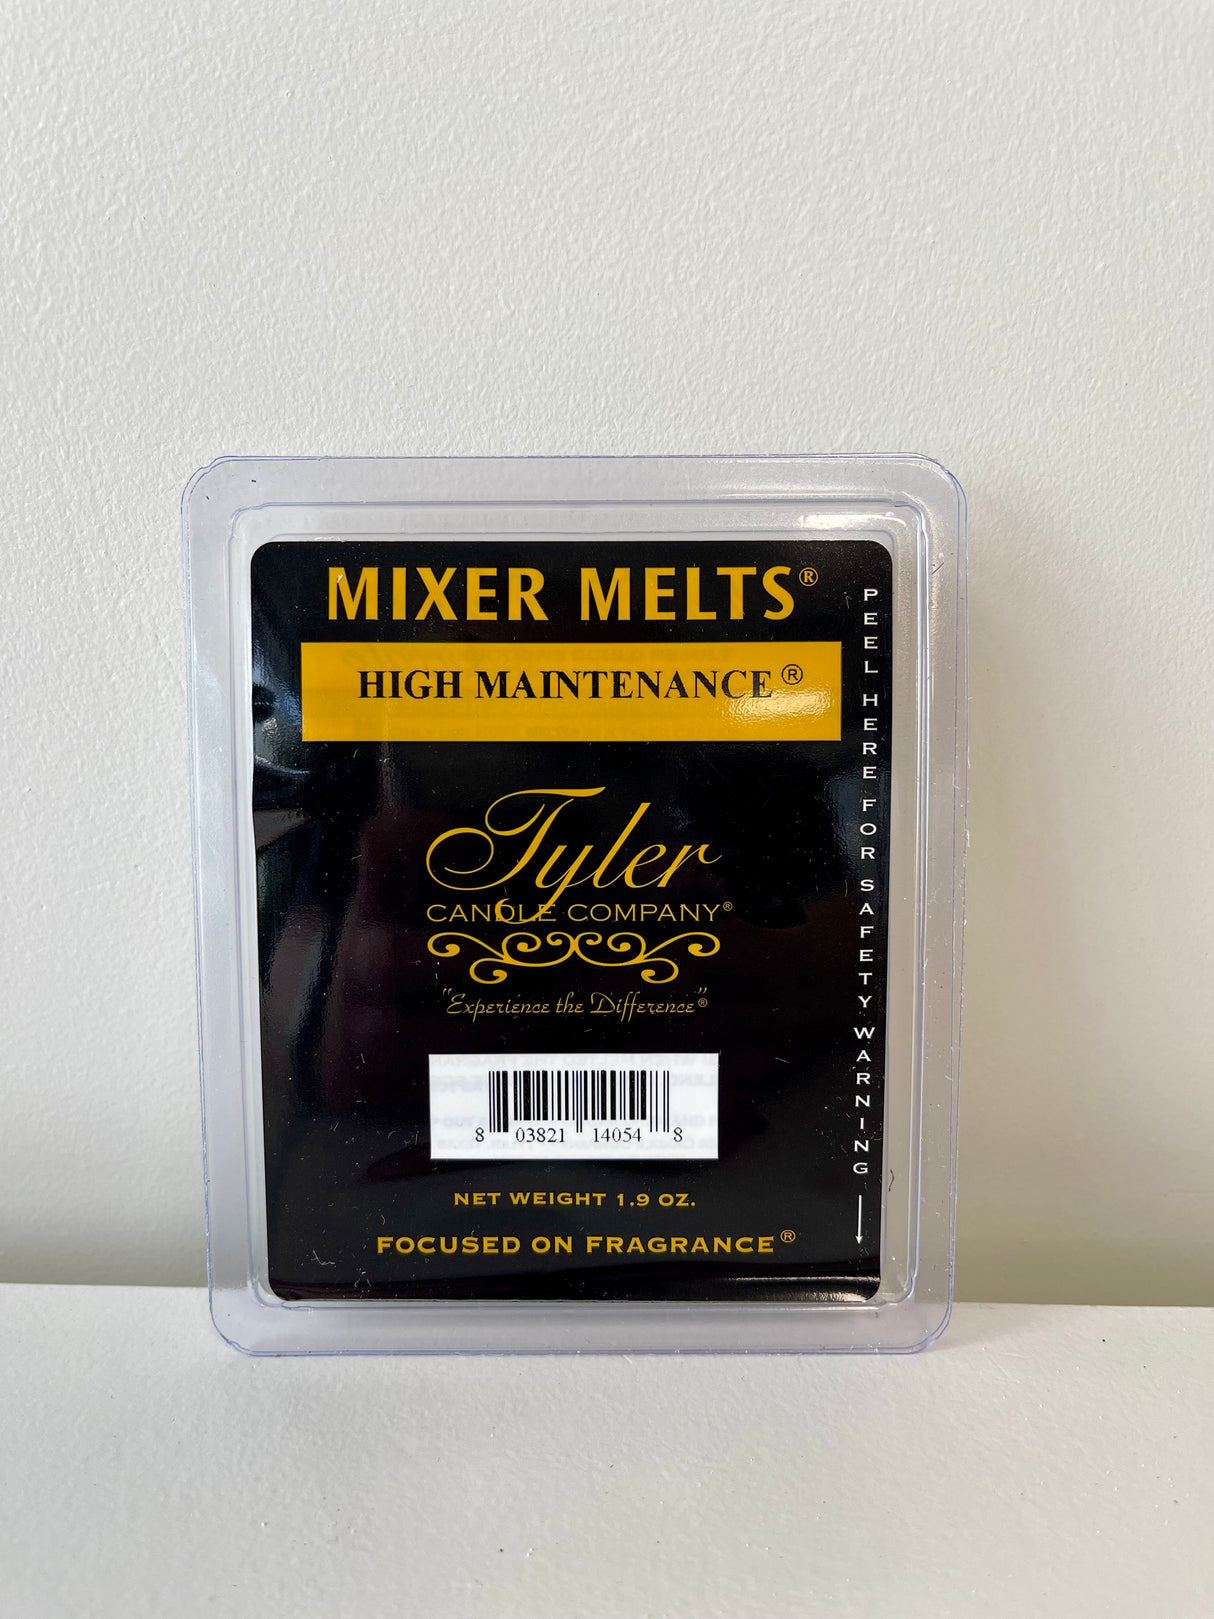 MIXER MELTS®
HIGH MAINTENANCE®
Tyler
CANDLE COMPANY®
"Experience the Difference"®
8 03821 14054 8
NET WEIGHT 1.9 OZ.
FOCUSED ON FRAGRANCE®
PEEL HERE FOR SAFETY WARNING